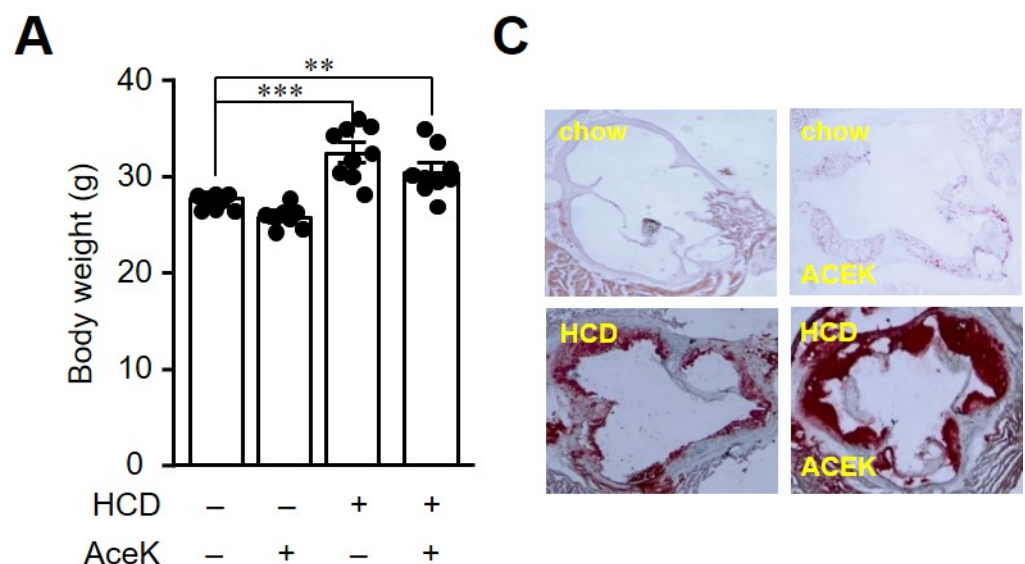 A
C
**
***
40
30
20
10
0
Body weight (g)
HCD – – + +
AceK – + – +
chow
chow
ACEK
HCD
HCD
ACEK